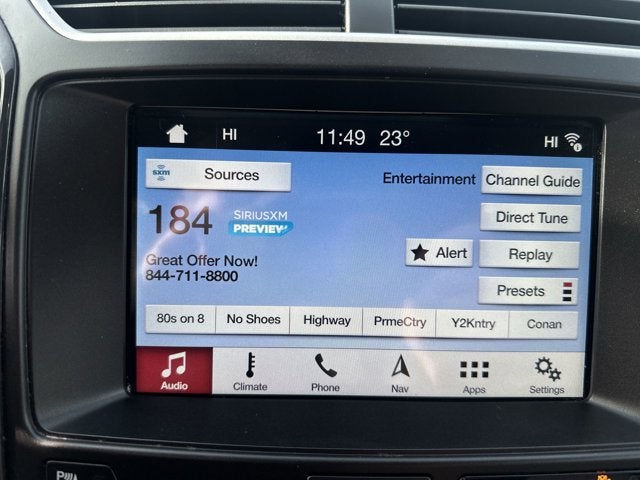 HI 11:49 23° HI
sxm Sources Entertainment Channel Guide
184 SIRIUSXM PREVIEW Direct Tune
Great Offer Now! Alert Replay
844-711-8800 Presets
80s on 8 No Shoes Highway PrmeCtry Y2Kntry Conan
Audio Climate Phone Nav Apps Settings
P